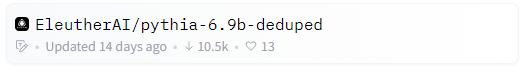 EleutherAI/pythia-6.9b-deduped
• Updated 14 days ago • ↓ 10.5k • ♡ 13